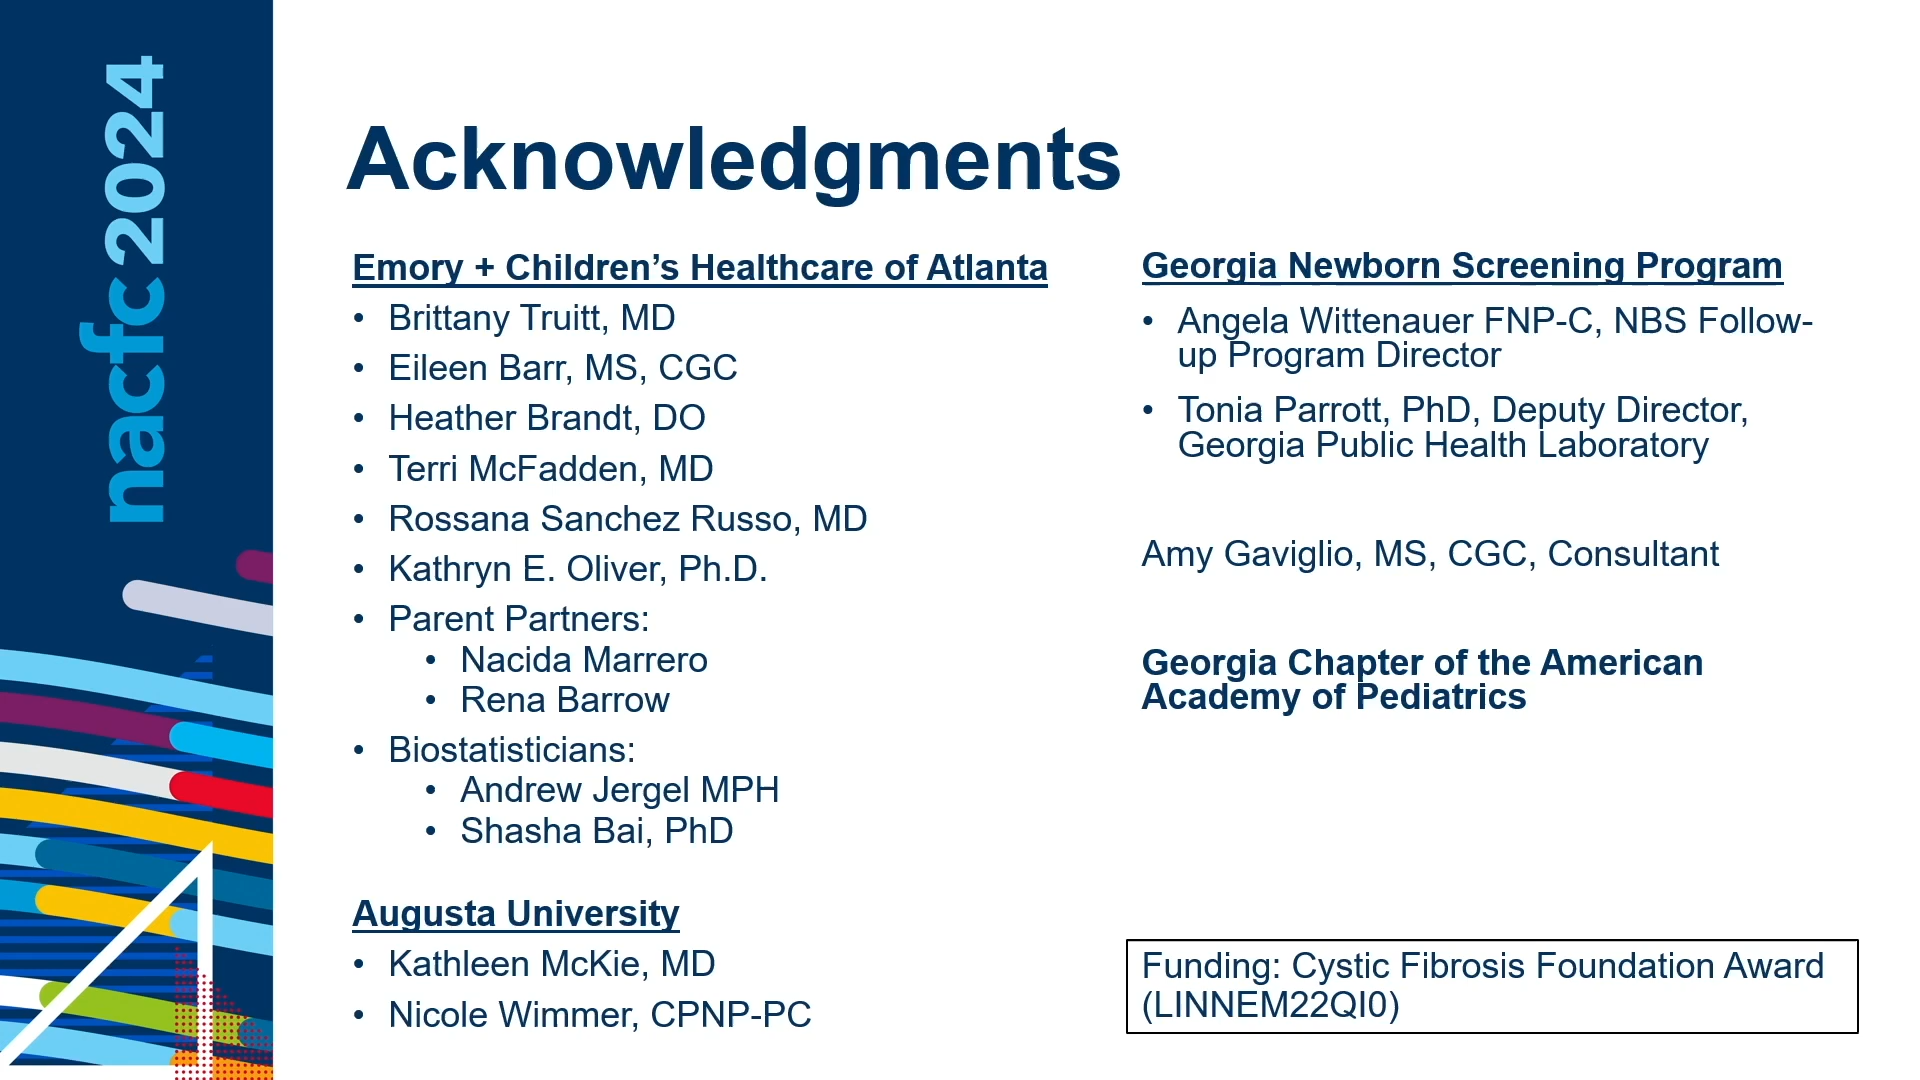 nacfc 2024
Acknowledgments
Emory + Children’s Healthcare of Atlanta
• Brittany Truitt, MD
• Eileen Barr, MS, CGC
• Heather Brandt, DO
• Terri McFadden, MD
• Rossana Sanchez Russo, MD
• Kathryn E. Oliver, Ph.D.
• Parent Partners:
• Nacida Marrero
• Rena Barrow
• Biostatisticians:
• Andrew Jergel MPH
• Shasha Bai, PhD
Augusta University
• Kathleen McKie, MD
• Nicole Wimmer, CPNP-PC
Georgia Newborn Screening Program
• Angela Wittenauer FNP-C, NBS Follow-
up Program Director
• Tonia Parrott, PhD, Deputy Director,
Georgia Public Health Laboratory
Amy Gaviglio, MS, CGC, Consultant
Georgia Chapter of the American
Academy of Pediatrics
Funding: Cystic Fibrosis Foundation Award
(LINNEM22QI0)